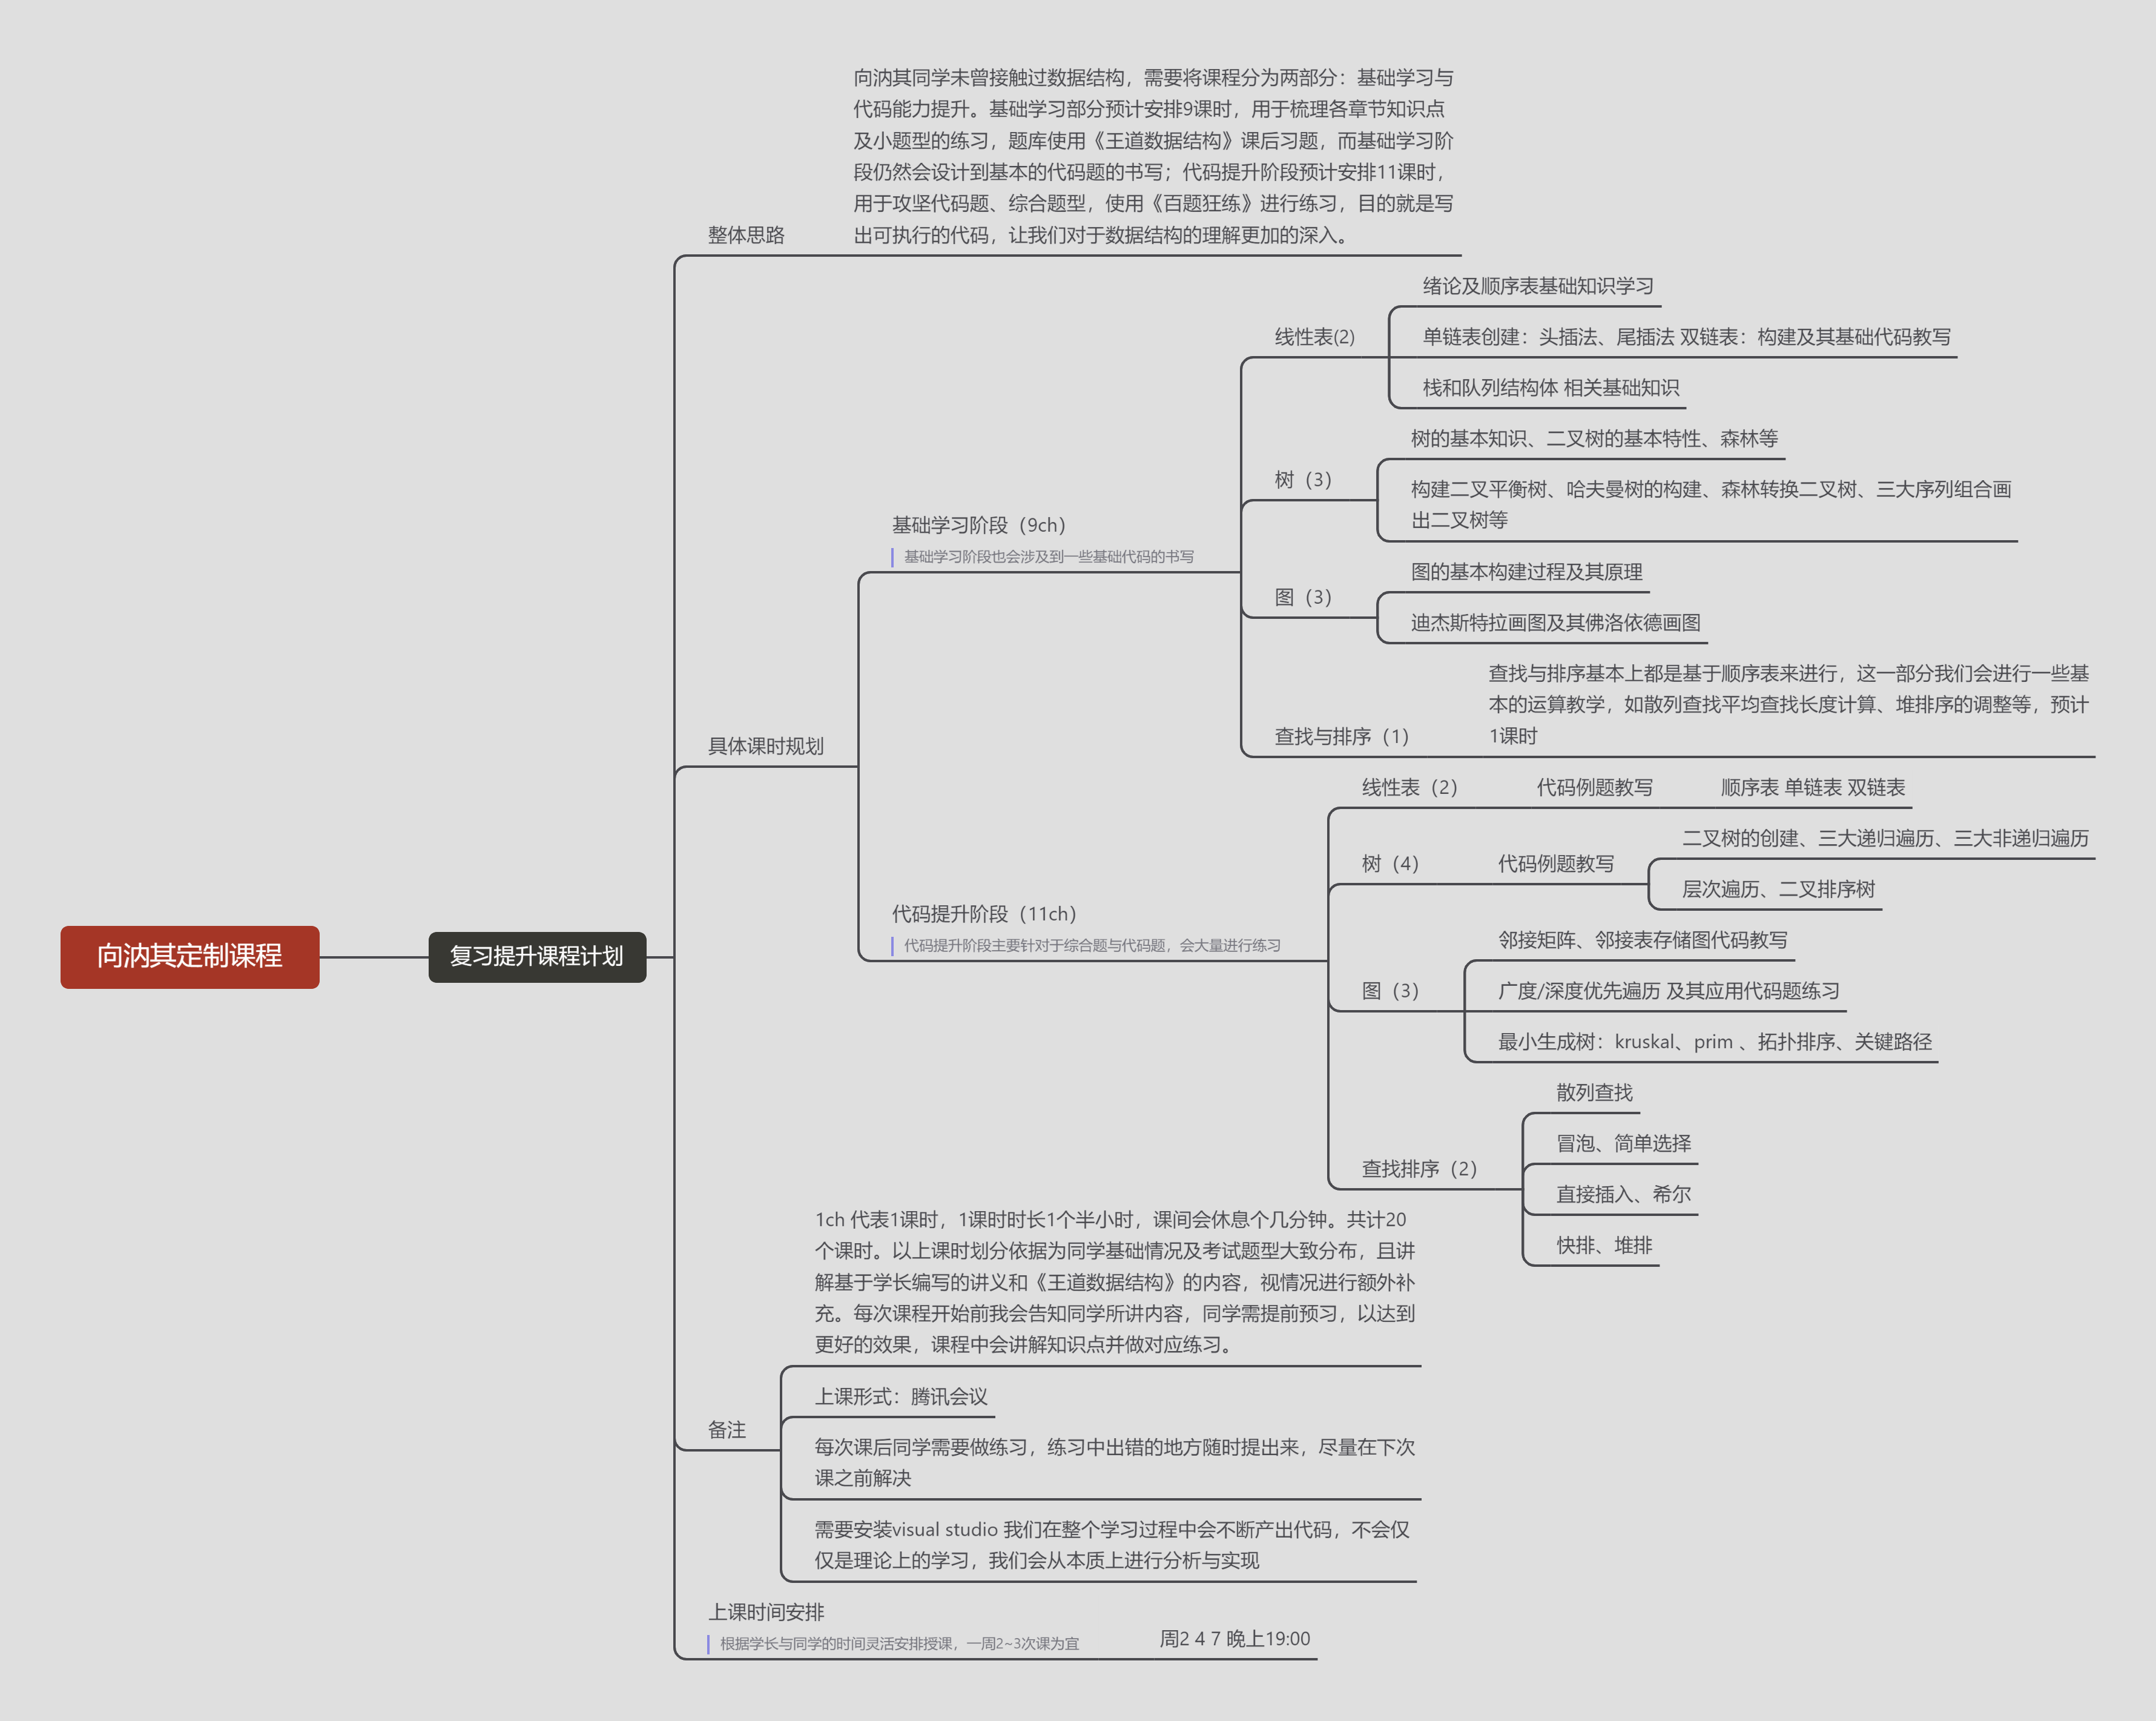 向汭其定制课程
复习提升课程计划
整体思路
向汭其同学未曾接触过数据结构，需要将课程分为两部分：基础学习与
代码能力提升。基础学习部分预计安排9课时，用于梳理各章节知识点
及小题型的练习，题库使用《王道数据结构》课后习题，而基础学习阶
段仍然会设计到基本的代码题的书写；代码提升阶段预计安排11课时，
用于攻坚代码题、综合题型，使用《百题狂练》进行练习，目的就是写
出可执行的代码，让我们对于数据结构的理解更加的深入。
具体课时规划
基础学习阶段（9ch）
基础学习阶段也会涉及到一些基础代码的书写
线性表(2)
绪论及顺序表基础知识学习
单链表创建：头插法、尾插法 双链表：构建及其基础代码教写
栈和队列结构体 相关基础知识
树（3）
树的基本知识、二叉树的基本特性、森林等
构建二叉平衡树、哈夫曼树的构建、森林转换二叉树、三大序列组合画
出二叉树等
图（3）
图的基本构建过程及其原理
迪杰斯特拉画图及其佛洛依德画图
查找与排序（1）
查找与排序基本上都是基于顺序表来进行，这一部分我们会进行一些基
本的运算教学，如散列查找平均查找长度计算、堆排序的调整等，预计
1课时
代码提升阶段（11ch）
代码提升阶段主要针对于综合题与代码题，会大量进行练习
线性表（2）
代码例题教写
顺序表 单链表 双链表
树（4）
代码例题教写
二叉树的创建、三大递归遍历、三大非递归遍历
层次遍历、二叉排序树
图（3）
邻接矩阵、邻接表存储图代码教写
广度/深度优先遍历 及其应用代码题练习
最小生成树：kruskal、prim 、拓扑排序、关键路径
查找排序（2）
散列查找
冒泡、简单选择
直接插入、希尔
快排、堆排
备注
1ch 代表1课时，1课时时长1个半小时，课间会休息个几分钟。共计20
个课时。以上课时划分依据为同学基础情况及考试题型大致分布，且讲
解基于学长编写的讲义和《王道数据结构》的内容，视情况进行额外补
充。每次课程开始前我会告知同学所讲内容，同学需提前预习，以达到
更好的效果，课程中会讲解知识点并做对应练习。
上课形式：腾讯会议
每次课后同学需要做练习，练习中出错的地方随时提出来，尽量在下次
课之前解决
需要安装visual studio 我们在整个学习过程中会不断产出代码，不会仅
仅是理论上的学习，我们会从本质上进行分析与实现
上课时间安排
根据学长与同学的时间灵活安排授课，一周2~3次课为宜
周2 4 7 晚上19:00